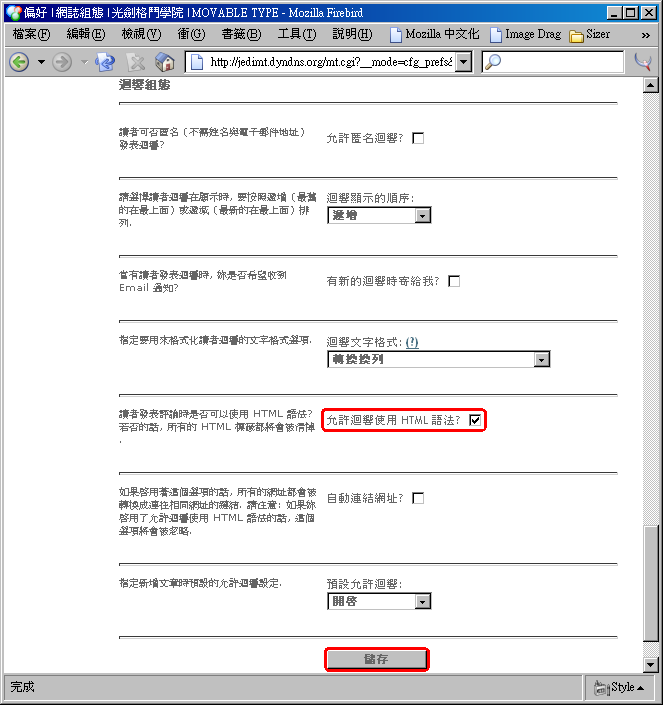 偏好 | 網誌組態 | 光劍格鬥學院 | MOVABLE TYPE - Mozilla Firebird
檔案(F) 編輯(E) 檢視(V) 衝(G) 書籤(B) 工具(T) 說明(H) Mozilla 中文化 Image Drag Sizer »
http://jedimt.dyndns.org/mt.cgi?__mode=cfg_prefs&
迴響組態
讀者可否匿名（不需姓名與電子郵件地址）
發表迴響?
允許匿名迴響?
請選擇讀者迴響在顯示時, 要按照遞增（最舊
的在最上面）或遞減（最新的在最上面）排
列.
迴響顯示的順序:
遞增
當有讀者發表迴響時, 妳是否希望收到
Email 通知?
有新的迴響時寄給我?
指定要用來格式化讀者迴響的文字格式選項.
迴響文字格式: (?)
轉換換列
讀者發表評論時是否可以使用 HTML 語法?
若否的話, 所有的 HTML 標籤都將會被清掉
.
允許迴響使用 HTML 語法?
如果啓用著這個選項的話, 所有的網址都會被
轉換成連往相同網址的鏈結. 請注意: 如果妳
啓用了允許迴響使用 HTML 語法的話, 這個
選項將會被忽略.
自動連結網址?
指定新增文章時預設的允許迴響設定.
預設允許迴響:
開啓
儲存
完成
Style